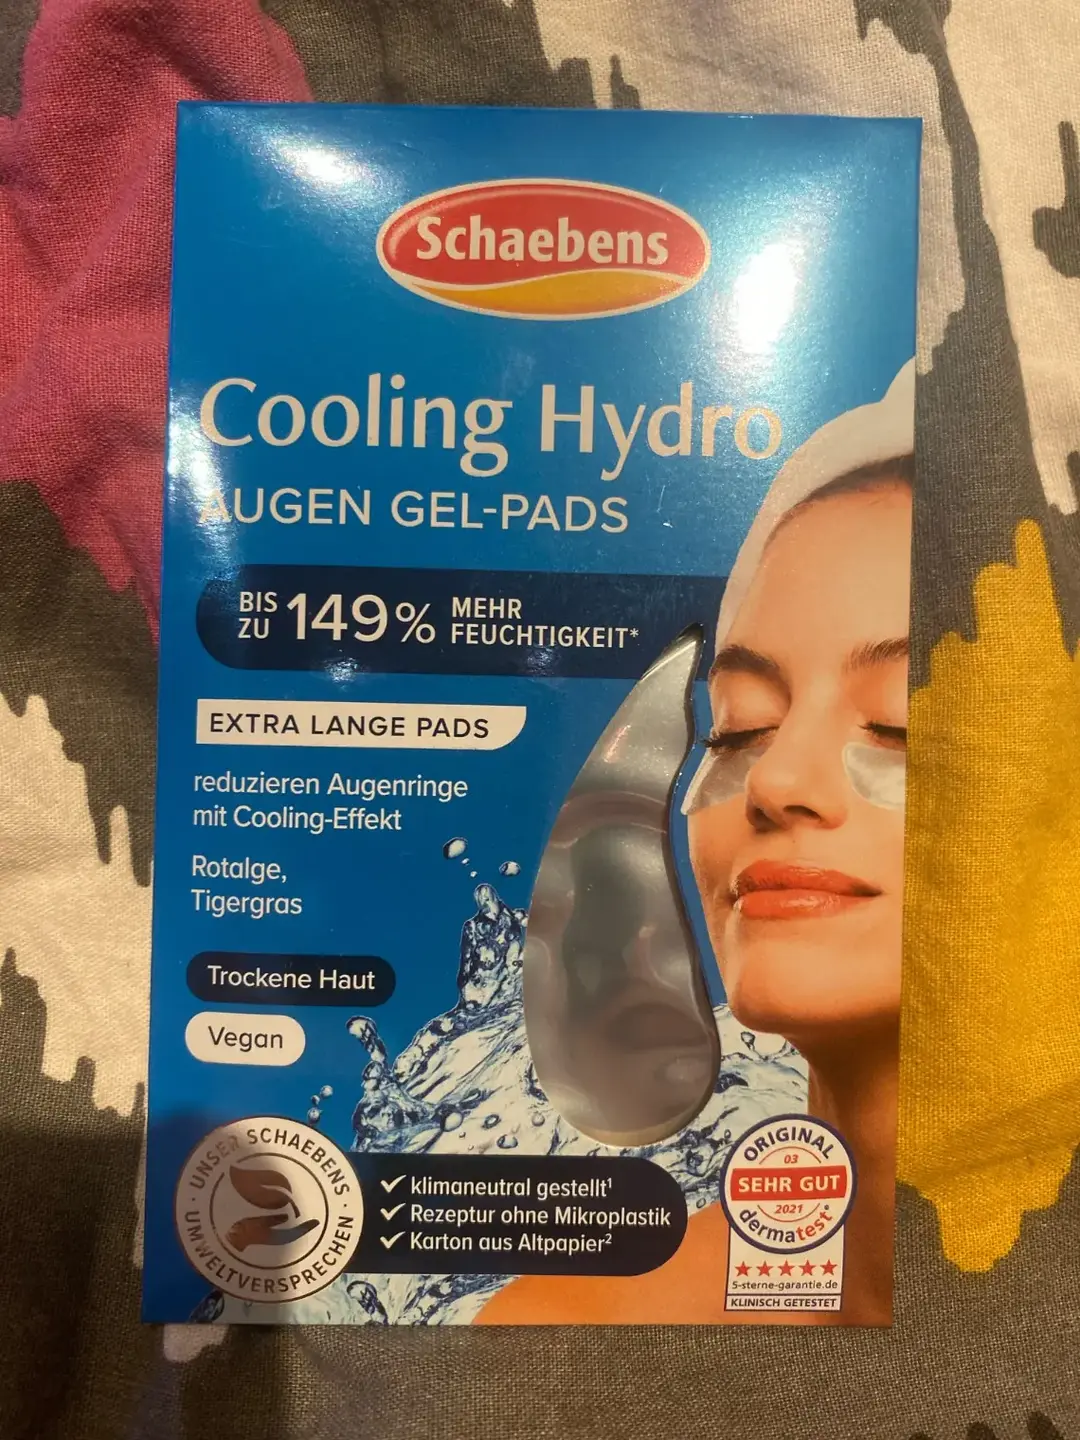 Schaebens
Cooling Hydro
AUGEN GEL-PADS
BIS ZU 149% MEHR FEUCHTIGKEIT*
EXTRA LANGE PADS
reduzieren Augenringe
mit Cooling-Effekt
Rotalge,
Tigergras
Trockene Haut
Vegan
UNSER SCHAEBENS · UMWELTVERSPRECHEN ·
✓ klimaneutral gestellt¹
✓ Rezeptur ohne Mikroplastik
✓ Karton aus Altpapier²
ORIGINAL
03
SEHR GUT
2021
dermatest®
5-sterne-garantie.de
KLINISCH GETESTET